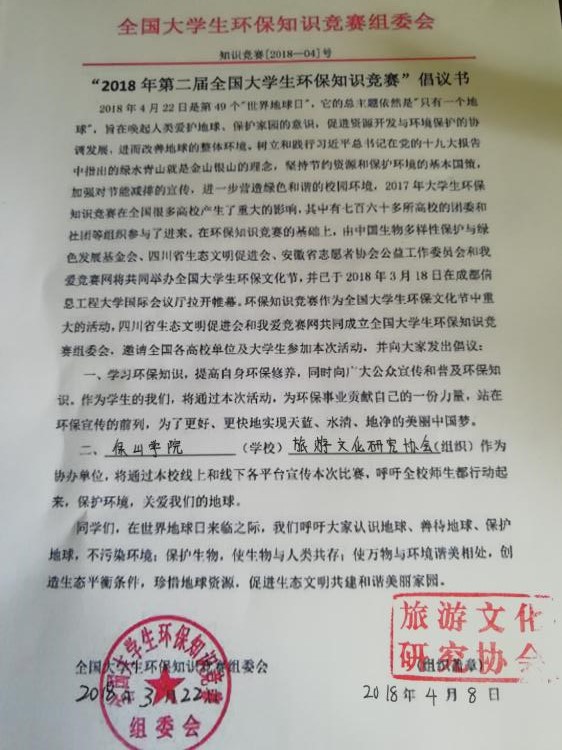 全国大学生环保知识竞赛组委会
知识竞赛[2018—04]号
“2018 年第二届全国大学生环保知识竞赛”倡议书
2018 年 4 月 22 日是第 49 个"世界地球日"，它的总主题依然是"只有一个地
球"，旨在唤起人类爱护地球、保护家园的意识，促进资源开发与环境保护的协
调发展，进而改善地球的整体环境。树立和践行习近平总书记在党的十九大报告
中指出的绿水青山就是金山银山的理念，坚持节约资源和保护环境的基本国策，
加强对节能减排的宣传，进一步营造绿色和谐的校园环境，2017 年大学生环保
知识竞赛在全国很多高校产生了重大的影响，其中有七百六十多所高校的团委和
社团等组织参与了进来。在环保知识竞赛的基础上，由中国生物多样性保护与绿
色发展基金会、四川省生态文明促进会、安徽省志愿者协会公益工作委员会和我
爱竞赛网将共同举办全国大学生环保文化节，并已于 2018 年 3 月 18 日在成都信
息工程大学国际会议厅拉开帷幕。环保知识竞赛作为全国大学生环保文化节中重
大的活动，四川省生态文明促进会和我爱竞赛网共同成立全国大学生环保知识竞
赛组委会，邀请全国各高校单位及大学生参加本次活动，并向大家发出倡议：
一、学习环保知识，提高自身环保修养，同时向广大公众宣传和普及环保知
识。作为学生的我们，将通过本次活动，为环保事业贡献自己的一份力量，站在
环保宣传的前列，为了更好、更快地实现天蓝、水清、地净的美丽中国梦。
二、保山学院（学校）旅游文化研究协会(组织）作为
协办单位，将通过本校线上和线下各平台宣传本次比赛，呼吁全校师生都行动起
来，保护环境，关爱我们的地球。
同学们，在世界地球日来临之际，我们呼吁大家认识地球、善待地球、保护
地球，不污染环境；保护生物，使生物与人类共存；使万物与环境谐美相处，创
造生态平衡条件，珍惜地球资源，促进生态文明共建和谐美丽家园。
旅游文化
研究协会
全国大学生环保知识竞赛组委会
(组织盖章)
2018 年 3 月 22 日
2018 年 4 月 8 日
全国大学生环保知识竞赛
组委会